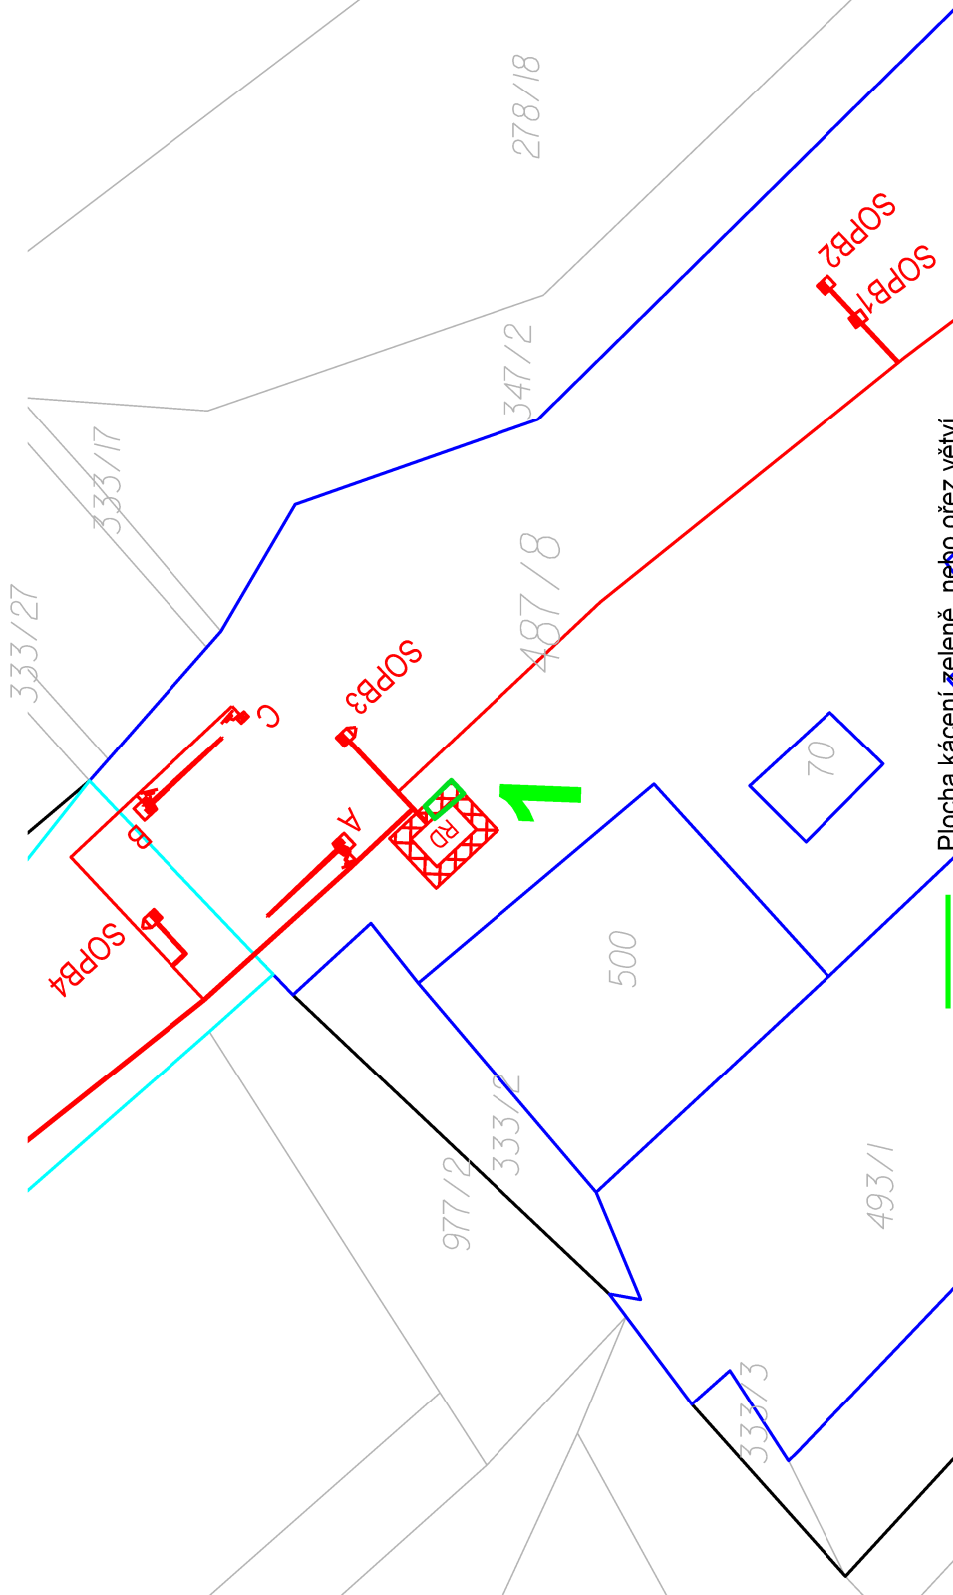 278/18
SOPB2
SOPB1
347/2
333/17
487/8
333/27
SOPB3
C
B
A
RD
1
70
SOPB4
500
333/2
977/2
493/1
333/3
Plocha kácení zeleně, nebo ořez větví